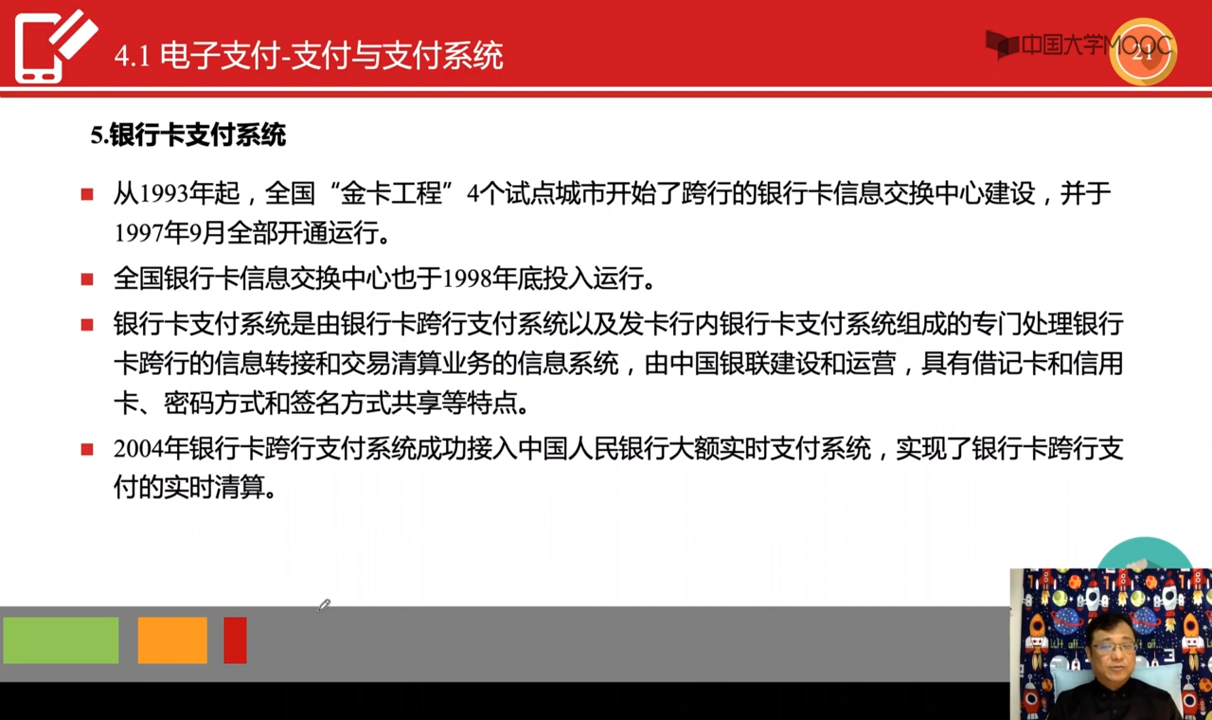 4.1 电子支付-支付与支付系统
中国大学MOOC
21
5.银行卡支付系统
从1993年起，全国“金卡工程”4个试点城市开始了跨行的银行卡信息交换中心建设，并于
1997年9月全部开通运行。
全国银行卡信息交换中心也于1998年底投入运行。
银行卡支付系统是由银行卡跨行支付系统以及发卡行内银行卡支付系统组成的专门处理银行
卡跨行的信息转接和交易清算业务的信息系统，由中国银联建设和运营，具有借记卡和信用
卡、密码方式和签名方式共享等特点。
2004年银行卡跨行支付系统成功接入中国人民银行大额实时支付系统，实现了银行卡跨行支
付的实时清算。